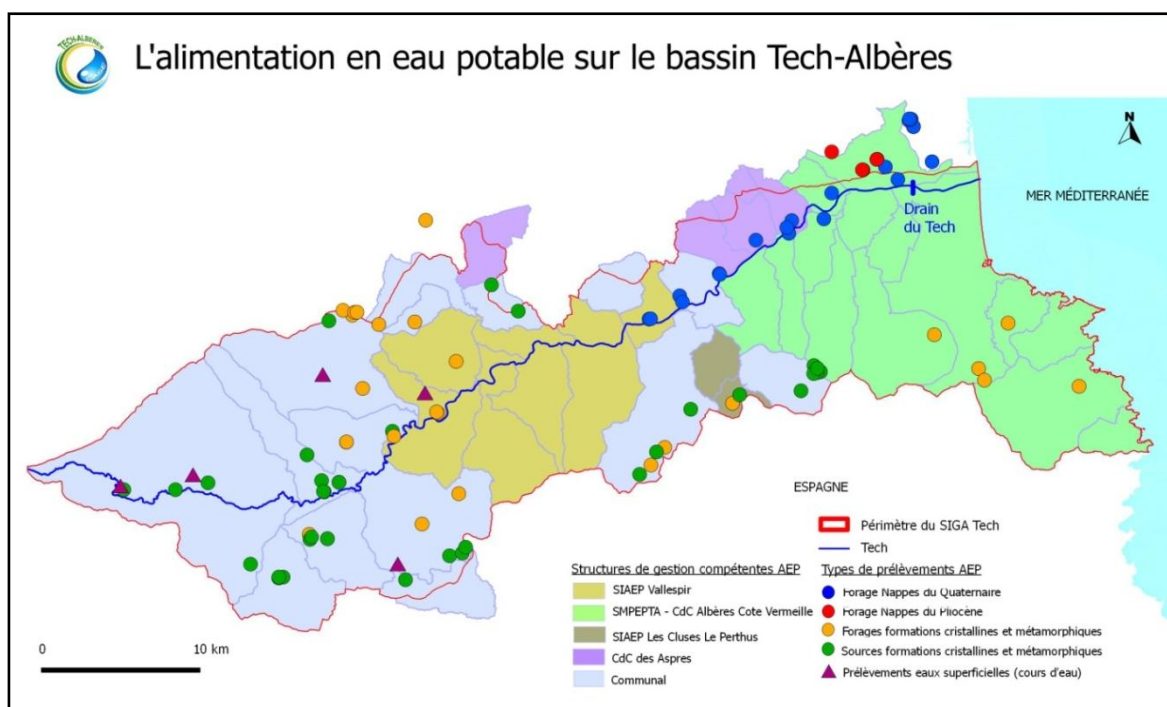 TECH-ALBERES
L'alimentation en eau potable sur le bassin Tech-Albères
N
MER MÉDITERRANÉE
Drain
du Tech
ESPAGNE
Périmètre du SIGA Tech
Tech
Structures de gestion compétentes AEP
SIAEP Vallespir
SMPEPTA - CdC Albères Cote Vermeille
SIAEP Les Cluses Le Perthus
CdC des Aspres
Communal
Types de prélèvements AEP
Forage Nappes du Quaternaire
Forage Nappes du Pliocène
Forages formations cristallines et métamorphiques
Sources formations cristallines et métamorphiques
Prélèvements eaux superficielles (cours d'eau)
0 10 km